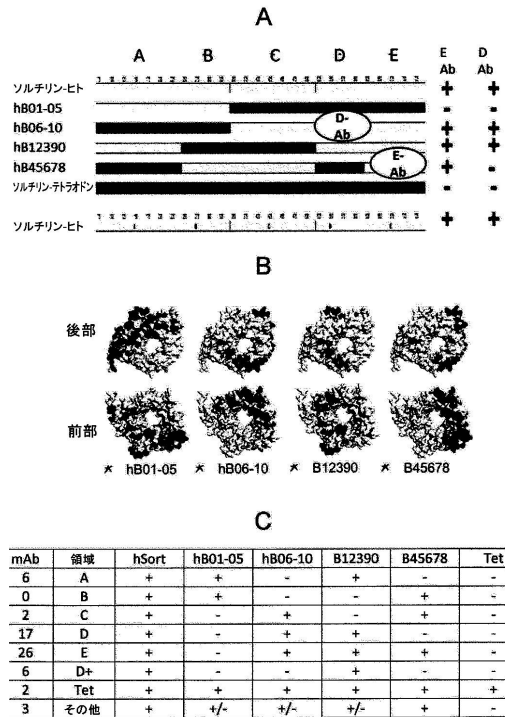 A
A B C D E E Ab D Ab
ソルチリン-ヒト + +
hB01-05 - -
hB06-10 D-Ab + +
hB12390 + +
hB45678 E-Ab + -
ソルチリン-テトラオドン - -
ソルチリン-ヒト + +
B
後部
前部
hB01-05 hB06-10 B12390 B45678
C
mAb 領域 hSort hB01-05 hB06-10 B12390 B45678 Tet
6 A + + - + - -
0 B + + - - + -
2 C + - + - + -
17 D + - + + - -
26 E + - + + + -
6 D+ + - - + - -
2 Tet + + + + + +
3 その他 + +/- +/- +/- + -